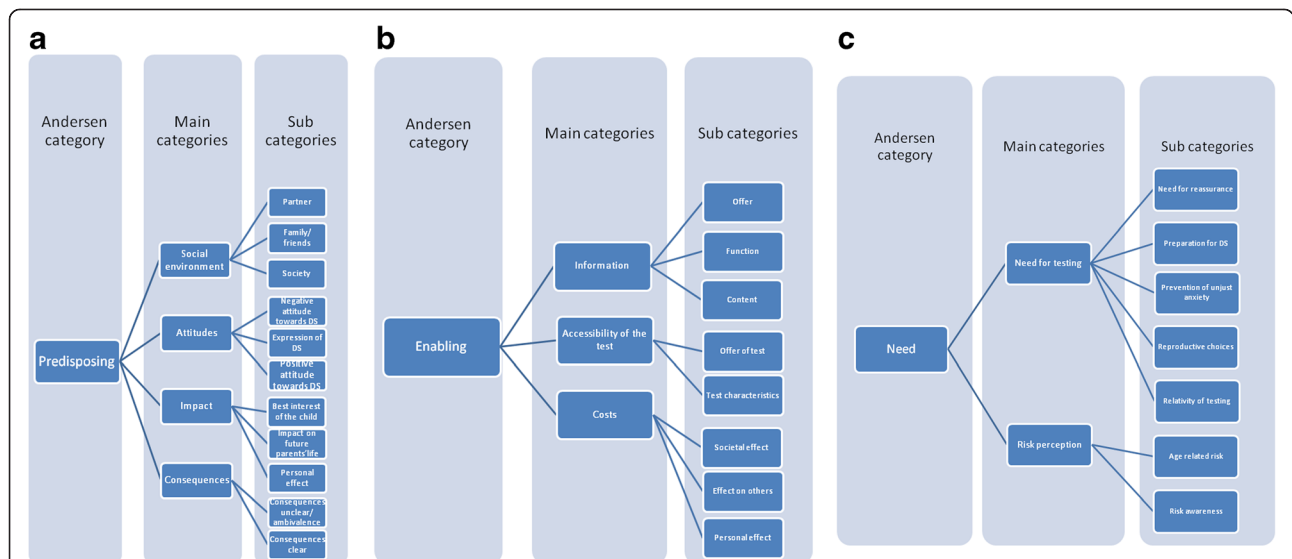 a
Andersen
category
Main
categories
Sub
categories
Predisposing
Social
environment
Attitudes
Impact
Consequences
Partner
Family/
friends
Society
Negative
attitude
towards DS
Expression of
DS
Positive
attitude
towards DS
Best interest
of the child
Impact on
future
parents'life
Personal
effect
Consequences
unclear/
ambivalence
Consequences
clear
b
Andersen
category
Main categories
Sub categories
Enabling
Information
Accessibility of the
test
Costs
Offer
Function
Content
Offer of test
Test characteristics
Societal effect
Effect on others
Personal effect
c
Andersen
category
Main categories
Sub categories
Need
Need for testing
Risk perception
Need for reassurance
Preparation for DS
Prevention of unjust
anxiety
Reproductive choices
Relativity of testing
Age related risk
Risk awareness